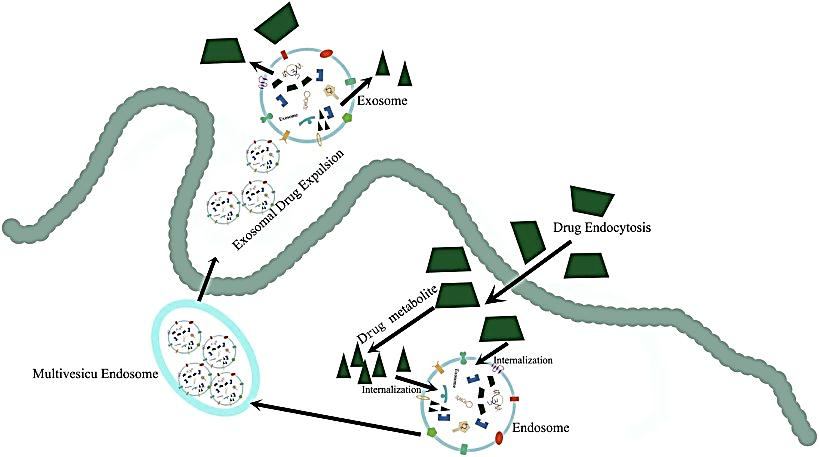 Exosome
Exosome
Exosomal Drug Expulsion
Drug Endocytosis
Drug metabolite
Internalization
Internalization
Exosome
Multivesicu Endosome
Endosome